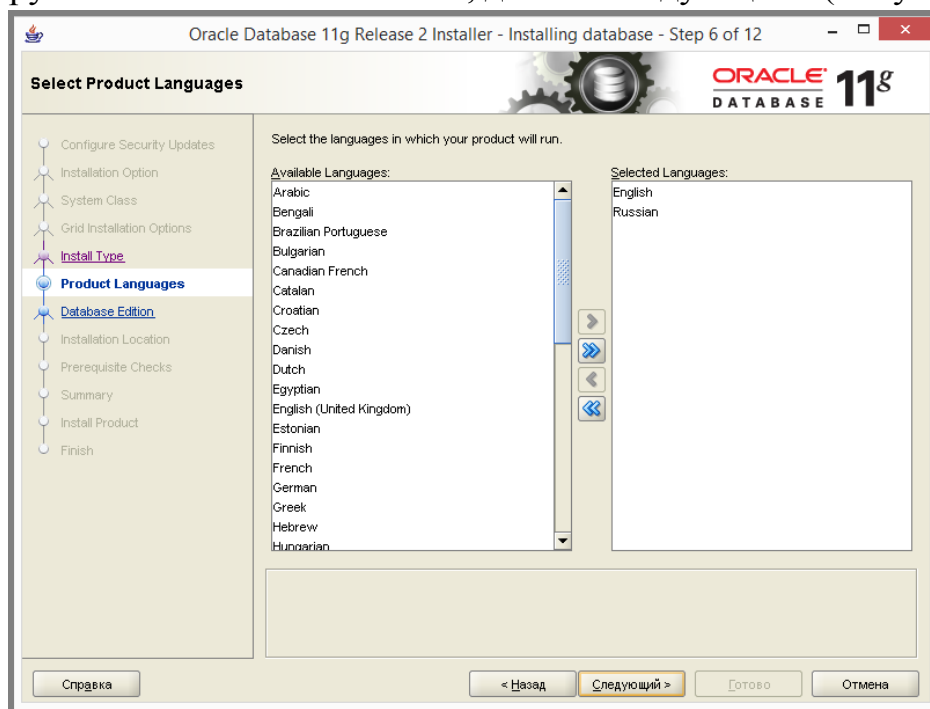 Oracle Database 11g Release 2 Installer - Installing database - Step 6 of 12
Select Product Languages
ORACLE 11g
DATABASE
Configure Security Updates
Installation Option
System Class
Grid Installation Options
Install Type
Product Languages
Database Edition
Installation Location
Prerequisite Checks
Summary
Install Product
Finish
Select the languages in which your product will run.
Available Languages:
Arabic
Bengali
Brazilian Portuguese
Bulgarian
Canadian French
Catalan
Croatian
Czech
Danish
Dutch
Egyptian
English (United Kingdom)
Estonian
Finnish
French
German
Greek
Hebrew
Hungarian
Selected Languages:
English
Russian
Справка
< Назад
Следующий >
Готово
Отмена